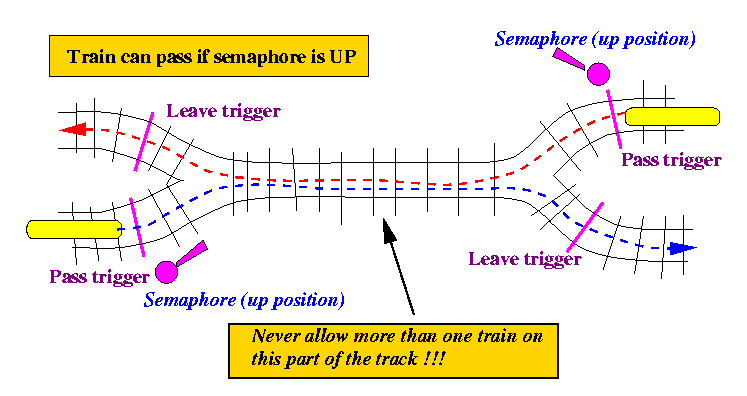 Semaphore (up position)
Train can pass if semaphore is UP
Leave trigger
Pass trigger
Leave trigger
Pass trigger
Semaphore (up position)
Never allow more than one train on
this part of the track !!!